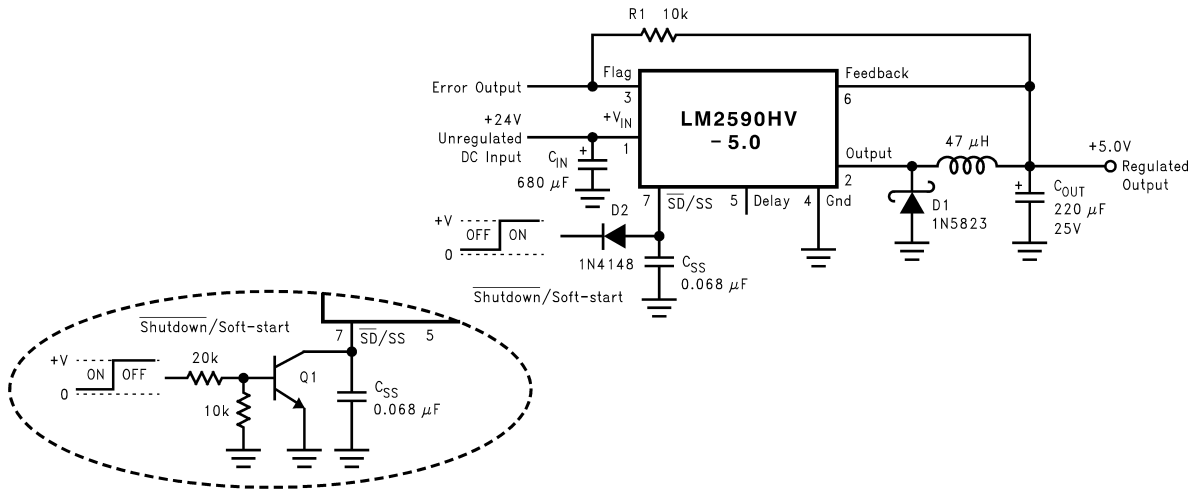 R1 10k
Flag
Feedback
Error Output
3
6
LM2590HV
– 5.0
+24V
Unregulated
DC Input
+VIN
1
CIN
+
680 μF
Output
2
47 μH
+5.0V
Regulated
Output
7
SD/SS
5
Delay
4
Gnd
D1
1N5823
+
COUT
220 μF
25V
+V
OFF
ON
0
D2
1N4148
CSS
0.068 μF
Shutdown/Soft-start
Shutdown/Soft-start
7
SD/SS
5
+V
ON
OFF
0
20k
10k
Q1
CSS
0.068 μF